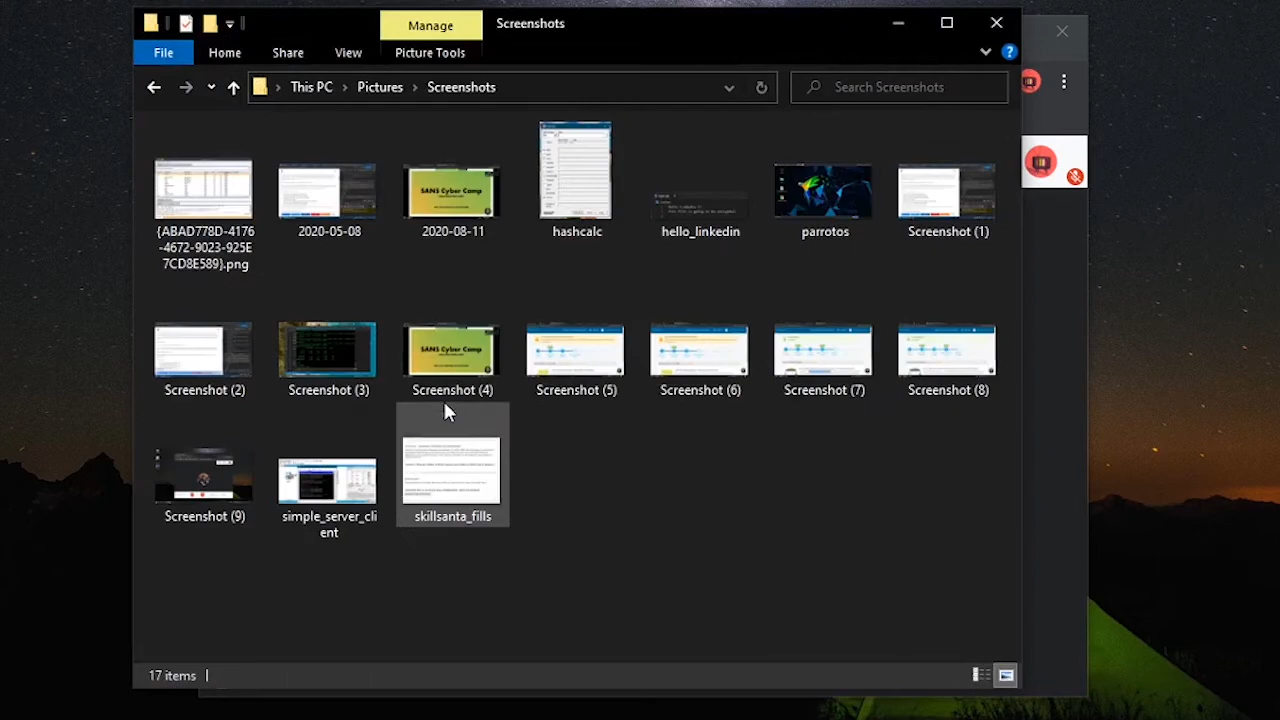 Manage
Screenshots
File
Home
Share
View
Picture Tools
This PC
Pictures
Screenshots
Search Screenshots
SANS Cyber Camp
{ABAD778D-4176
-4672-9023-925E
7CD8E589}.png
2020-05-08
2020-08-11
hashcalc
hello_linkedin
parrotos
Screenshot (1)
SANS Cyber Camp
Screenshot (2)
Screenshot (3)
Screenshot (4)
Screenshot (5)
Screenshot (6)
Screenshot (7)
Screenshot (8)
Screenshot (9)
simple_server_cli
ent
skillsanta_fills
17 items